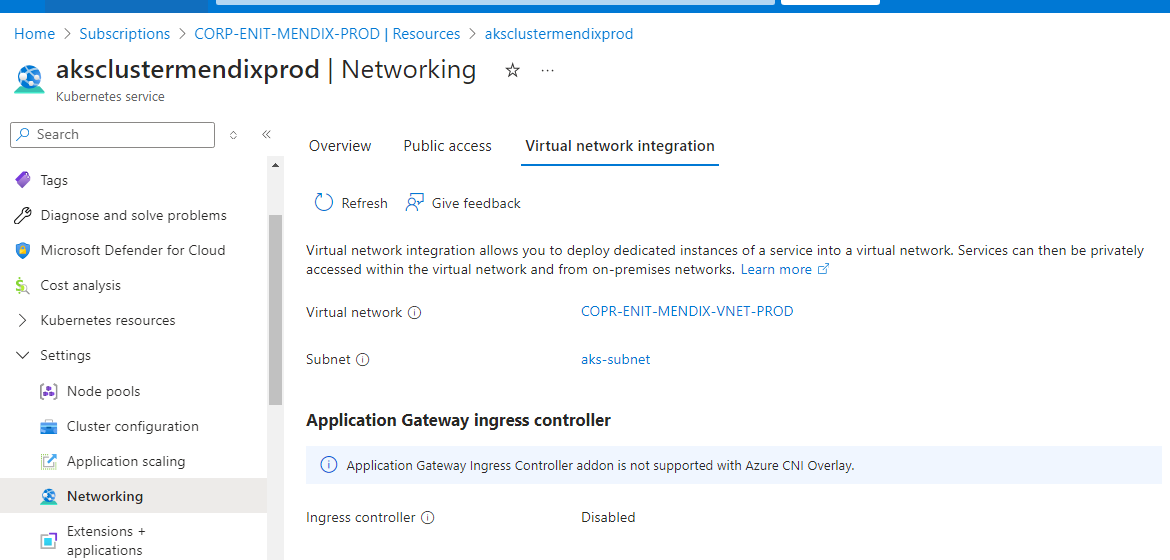 Home > Subscriptions > CORP-ENIT-MENDIX-PROD | Resources > aksclustermendixprod
aksclustermendixprod | Networking
Kubernetes service
Search
Tags
Diagnose and solve problems
Microsoft Defender for Cloud
Cost analysis
Kubernetes resources
Settings
Node pools
Cluster configuration
Application scaling
Networking
Extensions +
applications
Overview
Public access
Virtual network integration
Refresh
Give feedback
Virtual network integration allows you to deploy dedicated instances of a service into a virtual network. Services can then be privately
accessed within the virtual network and from on-premises networks. Learn more
Virtual network
COPR-ENIT-MENDIX-VNET-PROD
Subnet
aks-subnet
Application Gateway ingress controller
Application Gateway Ingress Controller addon is not supported with Azure CNI Overlay.
Ingress controller
Disabled